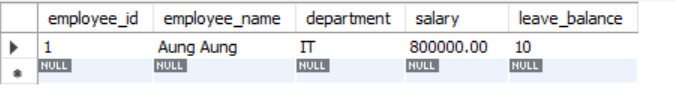 employee_id employee_name department salary leave_balance
1 Aung Aung IT 800000.00 10
NULL NULL NULL NULL NULL